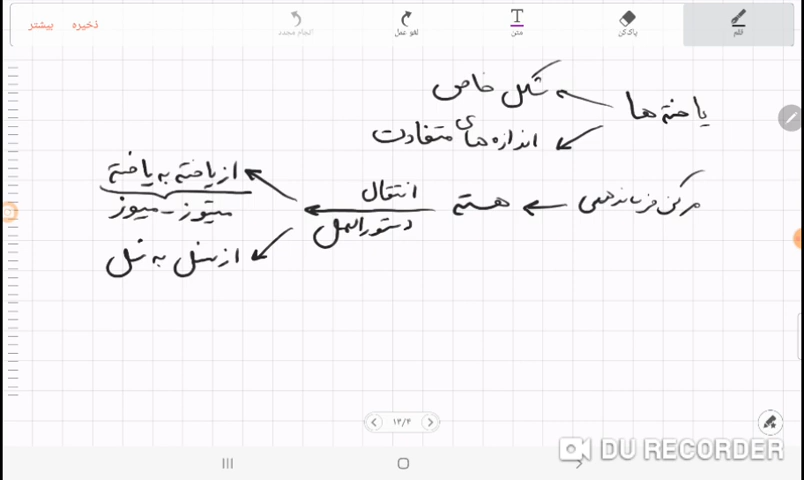 ذخیره
بیشتر
انجام مجدد
لغو عمل
متن
پاک‌کن
قلم
یاخته ها
شکل خاص
اندازه های متفاوت
مرکز فرماندهی
هسته
انتقال
دستورالعمل
از یاخته به یاخته
میتوز - میوز
از نسل به نسل
۱۳/۴
DU RECORDER